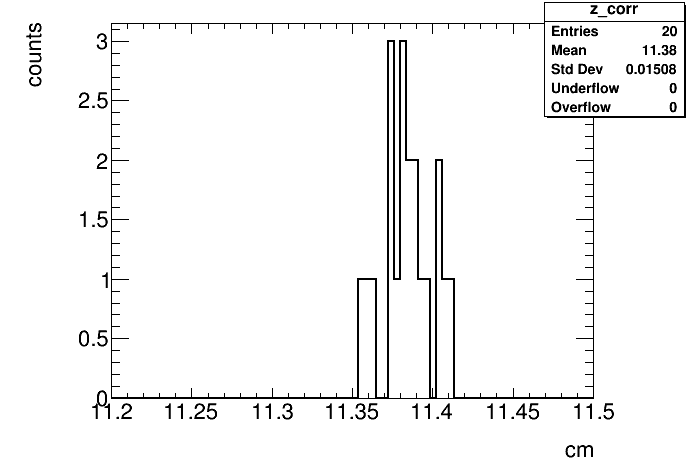 z_corr
Entries 20
Mean 11.38
Std Dev 0.01508
Underflow 0
Overflow 0
counts
3
2.5
2
1.5
1
0.5
0
11.2 11.25 11.3 11.35 11.4 11.45 11.5
cm